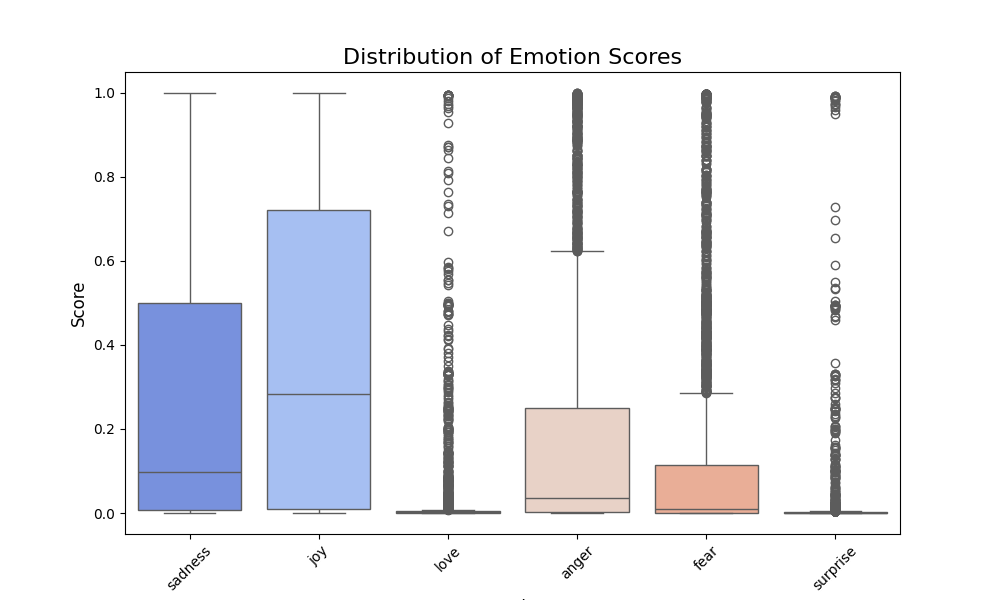 Distribution of Emotion Scores
Score
1.0
0.8
0.6
0.4
0.2
0.0
sadness
joy
love
anger
fear
surprise